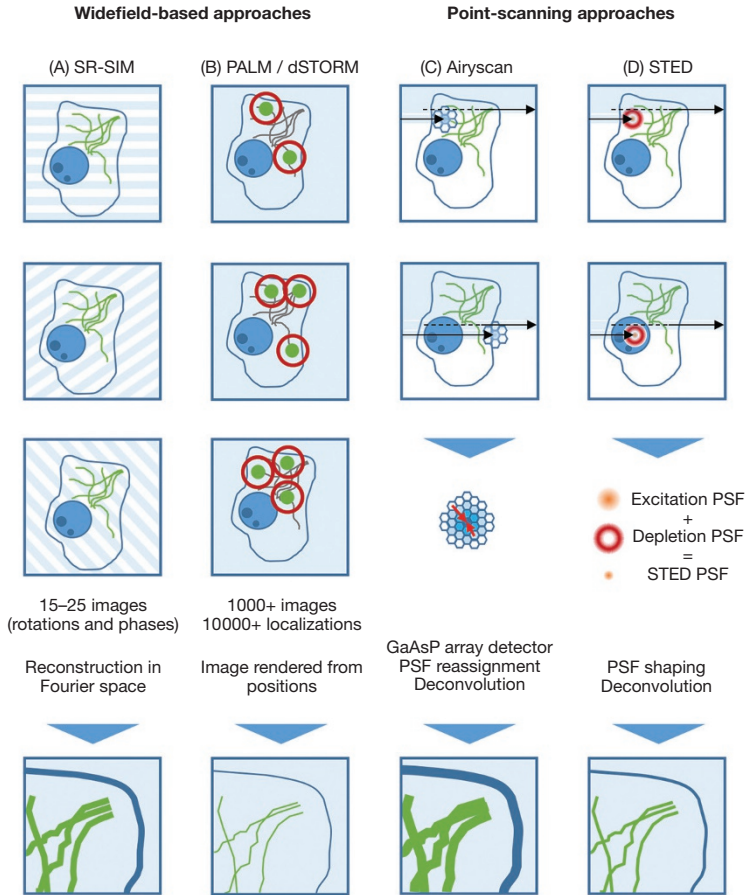 Widefield-based approaches
Point-scanning approaches
(A) SR-SIM
(B) PALM / dSTORM
(C) Airyscan
(D) STED
Excitation PSF
+
Depletion PSF
=
STED PSF
15–25 images
(rotations and phases)
Reconstruction in
Fourier space
1000+ images
10000+ localizations
Image rendered from
positions
GaAsP array detector
PSF reassignment
Deconvolution
PSF shaping
Deconvolution